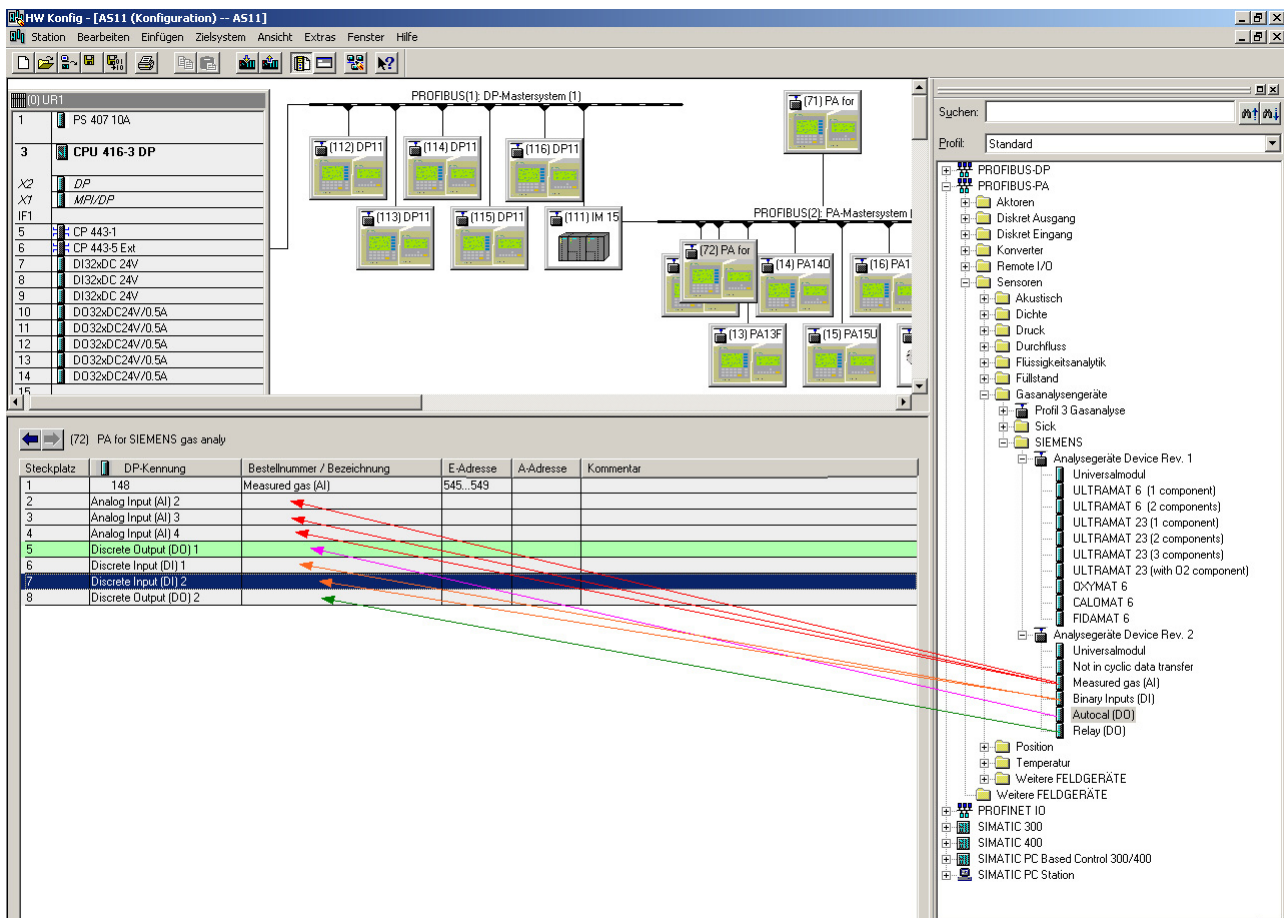 HW Konfig - [AS11 (Konfiguration) -- AS11]
Station Bearbeiten Einfügen Zielsystem Ansicht Extras Fenster Hilfe
(0) UR1
1 PS 407 10A
3 CPU 416-3 DP
X2 DP
X1 MPI/DP
IF1
5 CP 443-1
6 CP 443-5 Ext
7 DI32xDC 24V
8 DI32xDC 24V
9 DI32xDC 24V
10 DO32xDC24V/0.5A
11 DO32xDC24V/0.5A
12 DO32xDC24V/0.5A
13 DO32xDC24V/0.5A
14 DO32xDC24V/0.5A
15
PROFIBUS(1): DP-Mastersystem (1)
(71) PA for
(112) DP11
(114) DP11
(116) DP11
(113) DP11
(115) DP11
(111) IM 15
PROFIBUS(2): PA-Mastersystem (
(72) PA for
(14) PA14O
(16) PA1
(13) PA13F
(15) PA15U
(72) PA for SIEMENS gas analy
Steckplatz DP-Kennung Bestellnummer / Bezeichnung E-Adresse A-Adresse Kommentar
1 148 Measured gas (AI) 545...549
2 Analog Input (AI) 2
3 Analog Input (AI) 3
4 Analog Input (AI) 4
5 Discrete Output (DO) 1
6 Discrete Input (DI) 1
7 Discrete Input (DI) 2
8 Discrete Output (DO) 2
Suchen:
Profil: Standard
PROFIBUS-DP
PROFIBUS-PA
Aktoren
Diskret Ausgang
Diskret Eingang
Konverter
Remote I/O
Sensoren
Akustisch
Dichte
Druck
Durchfluss
Flüssigkeitsanalytik
Füllstand
Gasanalysengeräte
Profil 3 Gasanalyse
Sick
SIEMENS
Analysegeräte Device Rev. 1
Universalmodul
ULTRAMAT 6 (1 component)
ULTRAMAT 6 (2 components)
ULTRAMAT 23 (1 component)
ULTRAMAT 23 (2 components)
ULTRAMAT 23 (3 components)
ULTRAMAT 23 (with O2 component)
OXYMAT 6
CALOMAT 6
FIDAMAT 6
Analysegeräte Device Rev. 2
Universalmodul
Not in cyclic data transfer
Measured gas (AI)
Binary Inputs (DI)
Autocal (DO)
Relay (DO)
Position
Temperatur
Weitere FELDGERÄTE
Weitere FELDGERÄTE
PROFINET IO
SIMATIC 300
SIMATIC 400
SIMATIC PC Based Control 300/400
SIMATIC PC Station